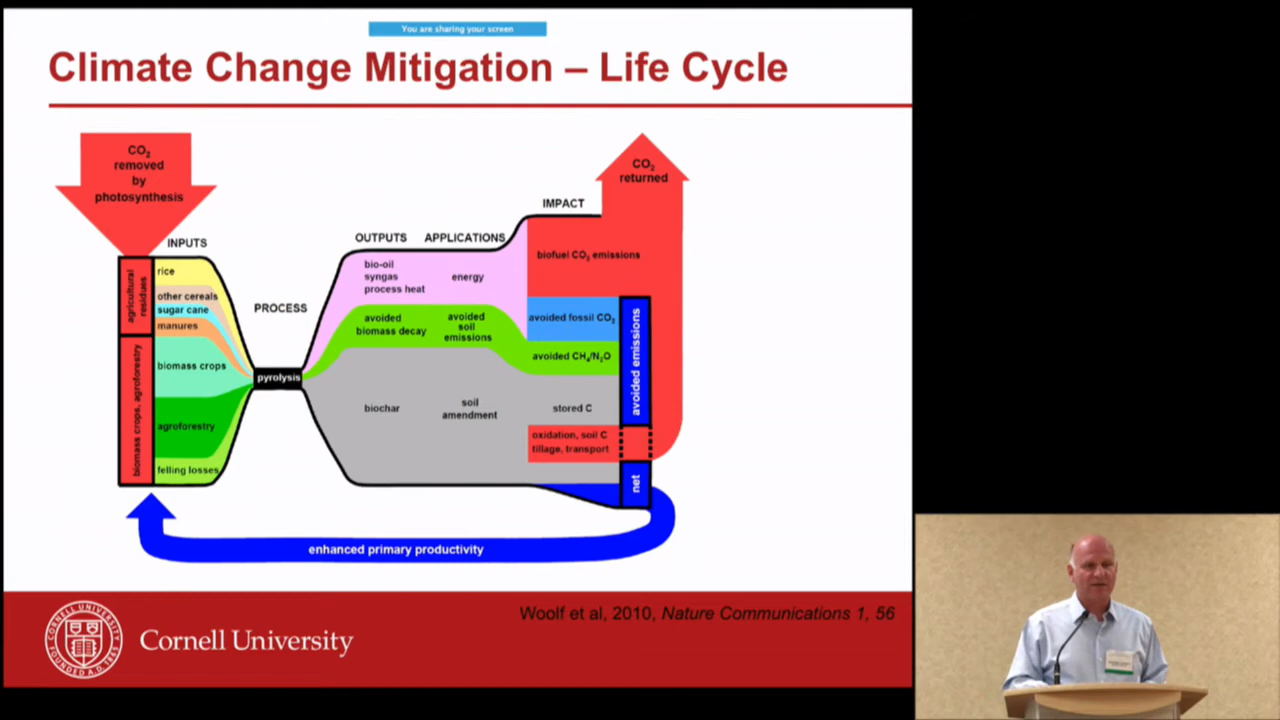 You are sharing your screen
Climate Change Mitigation – Life Cycle
CO₂
removed
by
photosynthesis
CO₂
returned
INPUTS
PROCESS
OUTPUTS
APPLICATIONS
IMPACT
agricultural
residues
rice
other cereals
sugar cane
manures
biomass crops, agroforestry
biomass crops
agroforestry
felling losses
pyrolysis
bio-oil
syngas
process heat
energy
biofuel CO₂ emissions
avoided
biomass decay
avoided
soil
emissions
avoided fossil CO₂
avoided CH₄/N₂O
biochar
soil
amendment
stored C
oxidation, soil C
tillage, transport
avoided emissions
net
enhanced primary productivity
Woolf et al, 2010, Nature Communications 1, 56
CORNELL UNIVERSITY
FOUNDED A.D. 1865
Cornell University